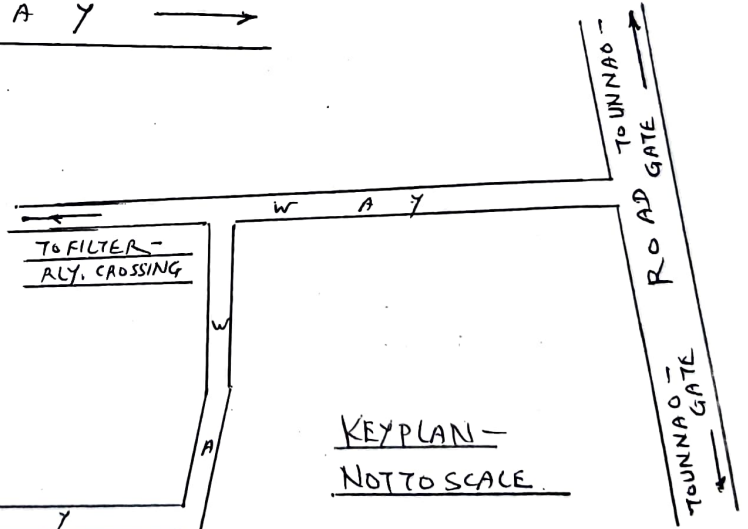 A Y
TO UNNAO-
GATE
ROAD
W A Y
TO FILTER-
RLY. CROSSING
W
A
Y
KEYPLAN-
NOT TO SCALE
TO UNNAO-
GATE